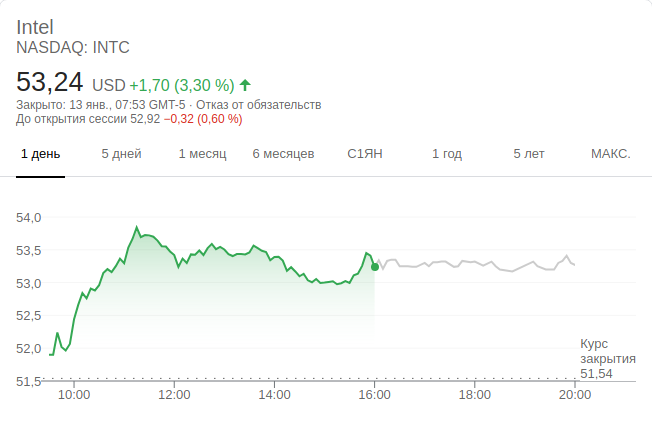 Intel
NASDAQ: INTC
53,24 USD +1,70 (3,30 %)
Закрыто: 13 янв., 07:53 GMT-5 · Отказ от обязательств
До открытия сессии 52,92 −0,32 (0,60 %)
1 день 5 дней 1 месяц 6 месяцев С1ЯН 1 год 5 лет МАКС.
54,0
53,5
53,0
52,5
52,0
51,5
Курс
закрытия
51,54
10:00 12:00 14:00 16:00 18:00 20:00